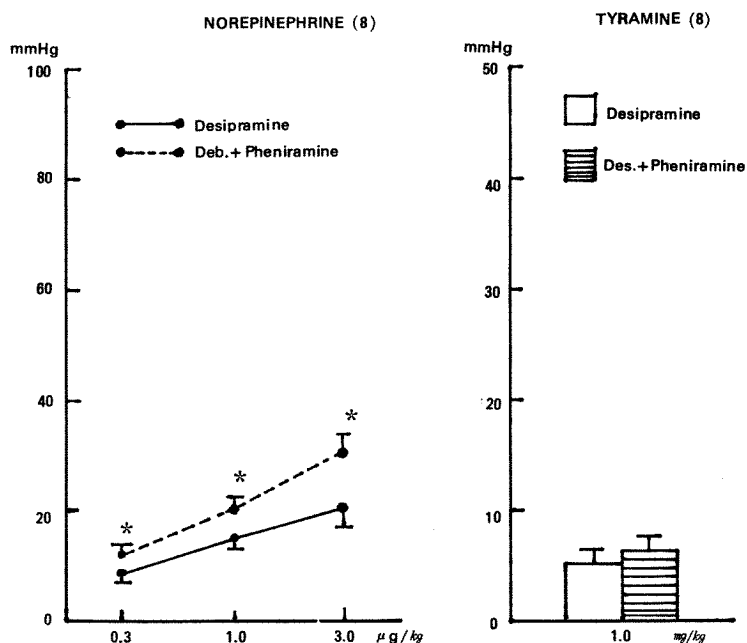 NOREPINEPHRINE (8)
mmHg
100
80
60
40
20
0
Desipramine
Deb.+ Pheniramine
*
*
*
0.3 1.0 3.0 μg/kg
TYRAMINE (8)
mmHg
50
40
30
20
10
0
Desipramine
Des.+ Pheniramine
1.0 mg/kg